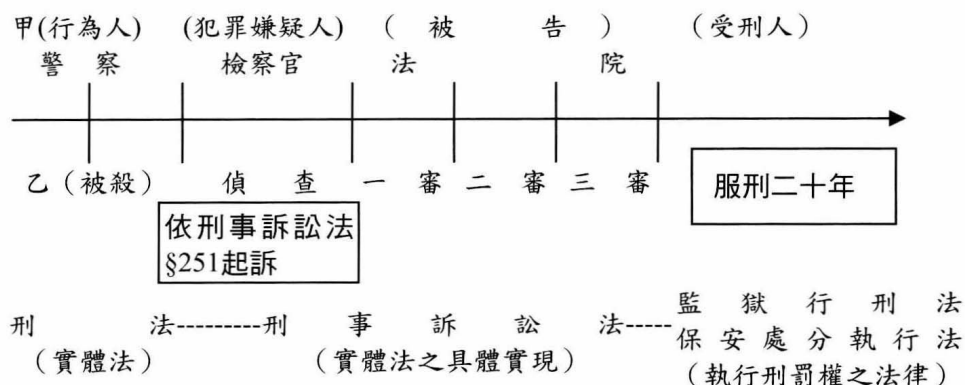 甲(行為人) (犯罪嫌疑人) （被告） （受刑人）
警察 檢察官 法院
乙（被殺） 偵查 一審 二審 三審
服刑二十年
依刑事訴訟法
§251起訴
刑法---------刑事訴訟法-----監獄行刑法
保安處分執行法
（實體法） （實體法之具體實現） （執行刑罰權之法律）